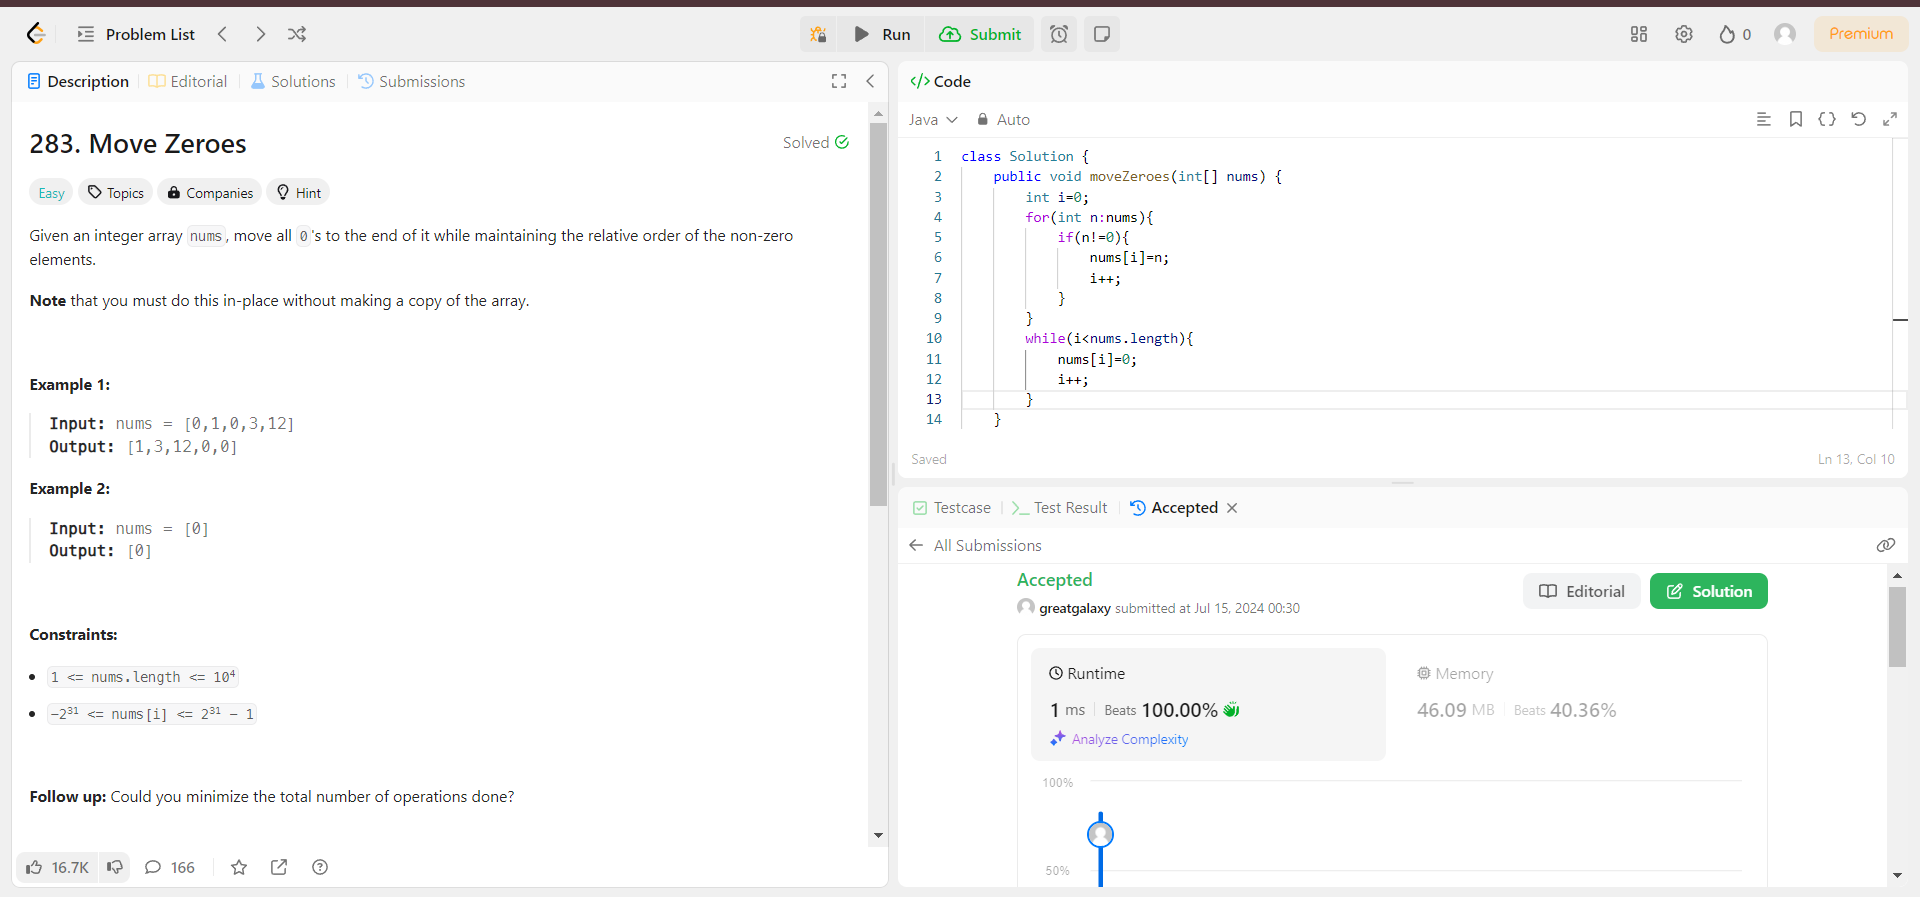 Problem List
Run
Submit
0
Premium
Description
Editorial
Solutions
Submissions
283. Move Zeroes
Solved
Easy
Topics
Companies
Hint
Given an integer array nums, move all 0's to the end of it while maintaining the relative order of the non-zero
elements.
Note that you must do this in-place without making a copy of the array.
Example 1:
Input: nums = [0,1,0,3,12]
Output: [1,3,12,0,0]
Example 2:
Input: nums = [0]
Output: [0]
Constraints:
1 <= nums.length <= 10⁴
-2³¹ <= nums[i] <= 2³¹ - 1
Follow up: Could you minimize the total number of operations done?
16.7K
166
</> Code
Java
Auto
1 class Solution {
2 public void moveZeroes(int[] nums) {
3 int i=0;
4 for(int n:nums){
5 if(n!=0){
6 nums[i]=n;
7 i++;
8 }
9 }
10 while(i<nums.length){
11 nums[i]=0;
12 i++;
13 }
14 }
Saved
Ln 13, Col 10
Testcase
Test Result
Accepted
All Submissions
Accepted
greatgalaxy submitted at Jul 15, 2024 00:30
Editorial
Solution
Runtime
1 ms
Beats 100.00%
Analyze Complexity
Memory
46.09 MB
Beats 40.36%
100%
50%